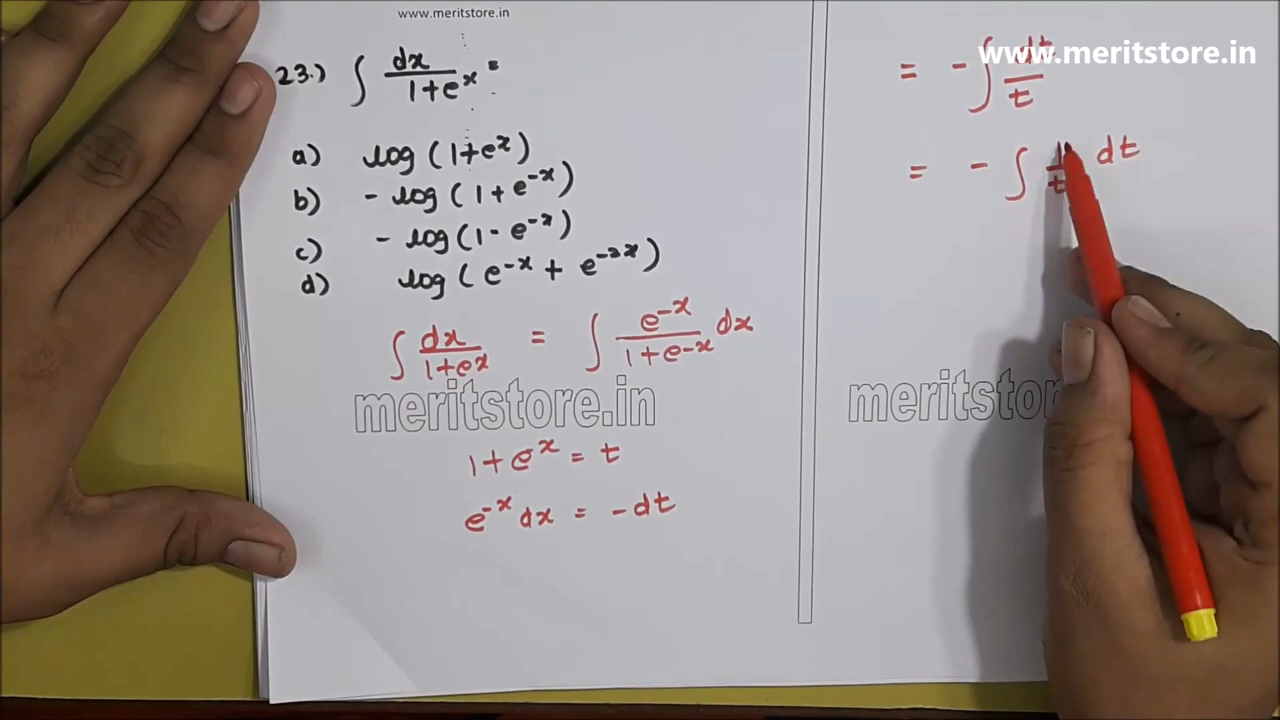 www.meritstore.in
23.) ∫ dx / 1+e^x =
a) log (1+e^x)
b) - log (1 + e^-x)
c) - log (1 - e^-x)
d) log ( e^-x + e^-2x )
∫ dx / 1+e^x = ∫ e^-x / 1+e-x dx
meritstore.in
1+e^x = t
e^-x dx = -dt
www.meritstore.in
= - ∫ dt / t
= - ∫ 1 / t dt